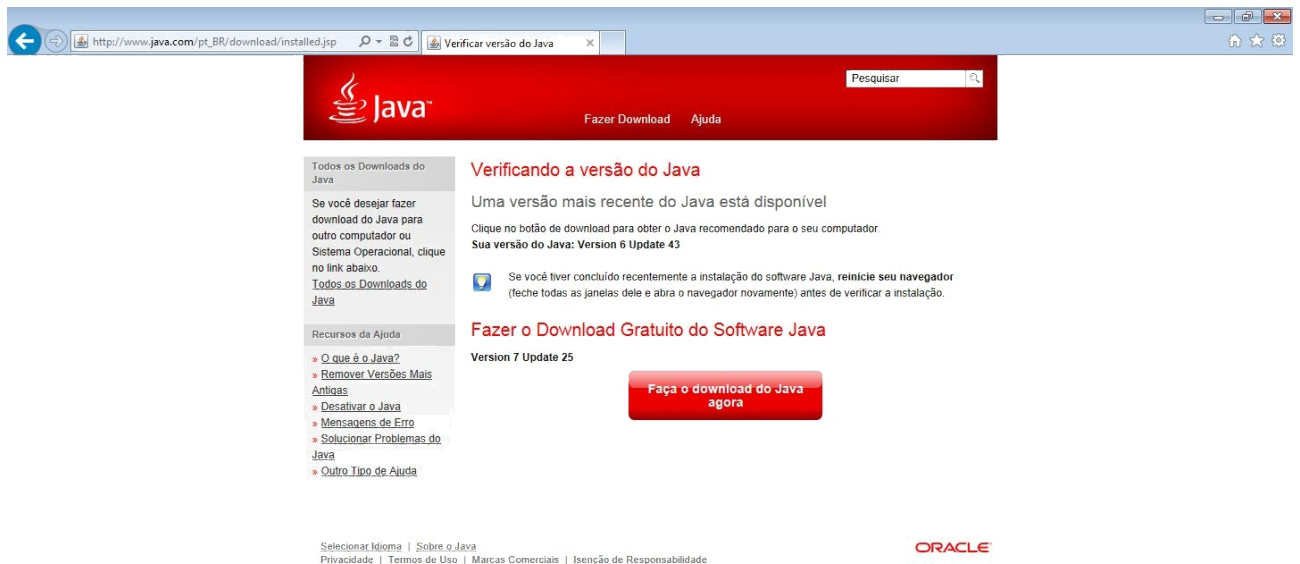 http://www.java.com/pt_BR/download/installed.jsp
Verificar versão do Java
Java™
Pesquisar
Fazer Download Ajuda
Todos os Downloads do
Java
Se você desejar fazer
download do Java para
outro computador ou
Sistema Operacional, clique
no link abaixo.
Todos os Downloads do
Java
Recursos da Ajuda
» O que é o Java?
» Remover Versões Mais
Antigas
» Desativar o Java
» Mensagens de Erro
» Solucionar Problemas do
Java
» Outro Tipo de Ajuda
Verificando a versão do Java
Uma versão mais recente do Java está disponível
Clique no botão de download para obter o Java recomendado para o seu computador.
Sua versão do Java: Version 6 Update 43
Se você tiver concluído recentemente a instalação do software Java, reinicie seu navegador
(feche todas as janelas dele e abra o navegador novamente) antes de verificar a instalação.
Fazer o Download Gratuito do Software Java
Version 7 Update 25
Faça o download do Java
agora
Selecionar Idioma | Sobre o Java
Privacidade | Termos de Uso | Marcas Comerciais | Isenção de Responsabilidade
ORACLE